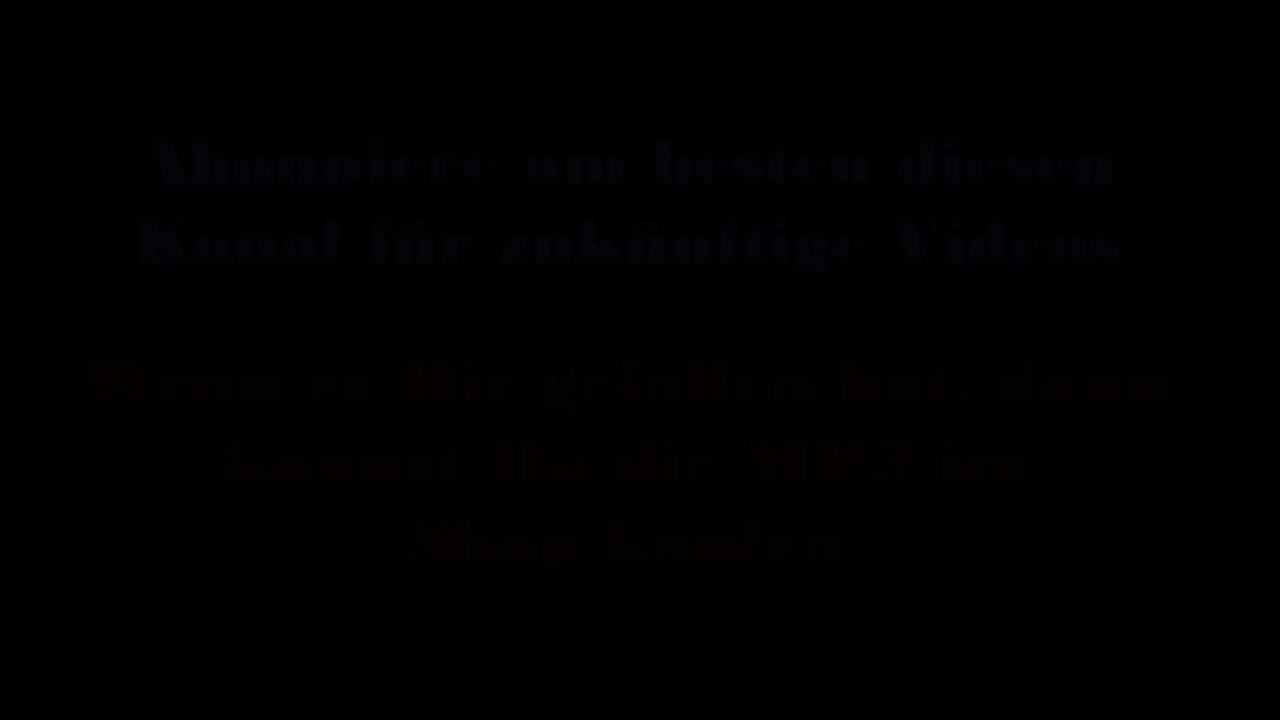 Abonniere am besten diesen
Kanal für zukünftige Videos
Wenn es Dir gefallen hat, dann
kannst Du die MP3 im
Shop kaufen